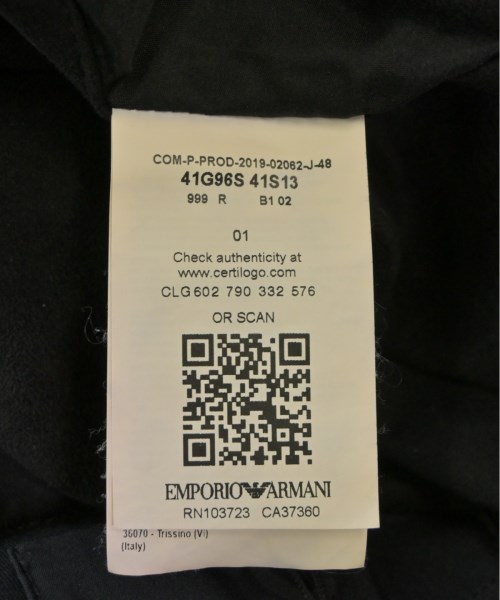 COM-P-PROD-2019-02062-J-48
41G96S 41S13
999 R B1 02
01
Check authenticity at
www.certilogo.com
CLG 602 790 332 576
OR SCAN
EMPORIO ARMANI
RN103723 CA37360
36070 - Trissino (VI)
(Italy)